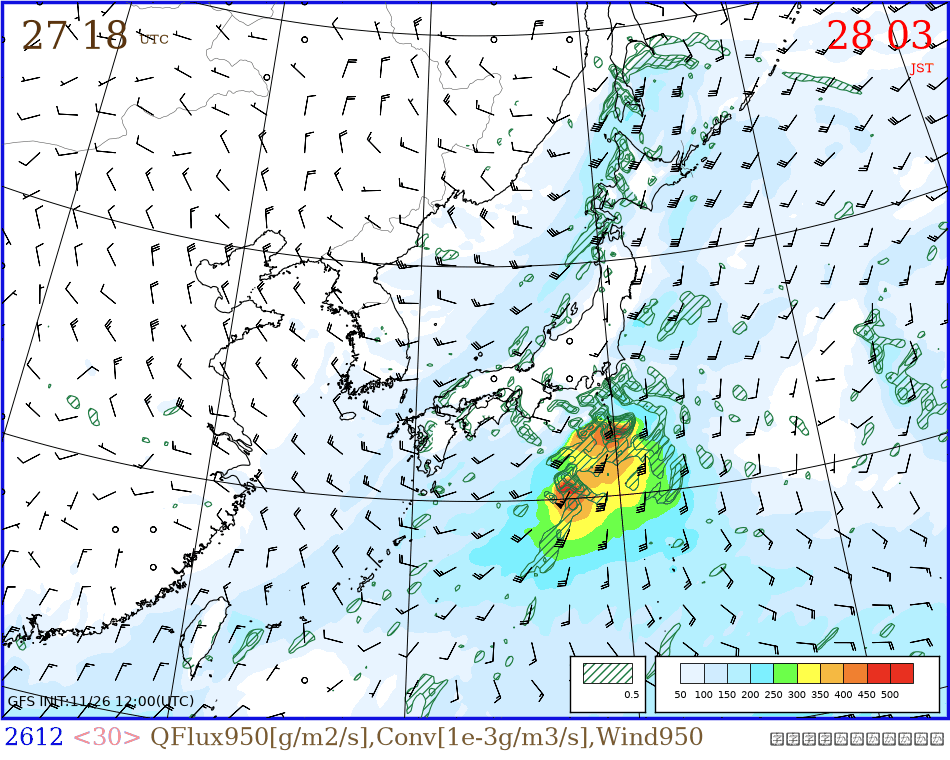 27 18 UTC
28 03
JST
0.5
50 100 150 200 250 300 350 400 450 500
GFS INIT:11/26 12:00(UTC)
2612 <30> QFlux950[g/m2/s],Conv[1e-3g/m3/s],Wind950